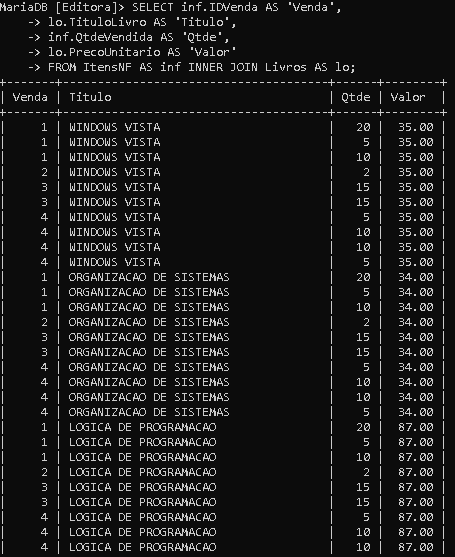 MariaDB [Editora]> SELECT inf.IDVenda AS 'Venda',
    -> lo.TituloLivro AS 'Titulo',
    -> inf.QtdeVendida AS 'Qtde',
    -> lo.PrecoUnitario AS 'Valor'
    -> FROM ItensNF AS inf INNER JOIN Livros AS lo;
+-------+-----------------------------------+------+--------+
| Venda | Titulo | Qtde | Valor |
+-------+-----------------------------------+------+--------+
| 1 | WINDOWS VISTA | 20 | 35.00 |
| 1 | WINDOWS VISTA | 5 | 35.00 |
| 1 | WINDOWS VISTA | 10 | 35.00 |
| 2 | WINDOWS VISTA | 2 | 35.00 |
| 3 | WINDOWS VISTA | 15 | 35.00 |
| 3 | WINDOWS VISTA | 15 | 35.00 |
| 4 | WINDOWS VISTA | 5 | 35.00 |
| 4 | WINDOWS VISTA | 10 | 35.00 |
| 4 | WINDOWS VISTA | 10 | 35.00 |
| 4 | WINDOWS VISTA | 5 | 35.00 |
| 1 | ORGANIZACAO DE SISTEMAS | 20 | 34.00 |
| 1 | ORGANIZACAO DE SISTEMAS | 5 | 34.00 |
| 1 | ORGANIZACAO DE SISTEMAS | 10 | 34.00 |
| 2 | ORGANIZACAO DE SISTEMAS | 2 | 34.00 |
| 3 | ORGANIZACAO DE SISTEMAS | 15 | 34.00 |
| 3 | ORGANIZACAO DE SISTEMAS | 15 | 34.00 |
| 4 | ORGANIZACAO DE SISTEMAS | 5 | 34.00 |
| 4 | ORGANIZACAO DE SISTEMAS | 10 | 34.00 |
| 4 | ORGANIZACAO DE SISTEMAS | 10 | 34.00 |
| 4 | ORGANIZACAO DE SISTEMAS | 5 | 34.00 |
| 1 | LOGICA DE PROGRAMACAO | 20 | 87.00 |
| 1 | LOGICA DE PROGRAMACAO | 5 | 87.00 |
| 1 | LOGICA DE PROGRAMACAO | 10 | 87.00 |
| 2 | LOGICA DE PROGRAMACAO | 2 | 87.00 |
| 3 | LOGICA DE PROGRAMACAO | 15 | 87.00 |
| 3 | LOGICA DE PROGRAMACAO | 15 | 87.00 |
| 4 | LOGICA DE PROGRAMACAO | 5 | 87.00 |
| 4 | LOGICA DE PROGRAMACAO | 10 | 87.00 |
| 4 | LOGICA DE PROGRAMACAO | 10 | 87.00 |